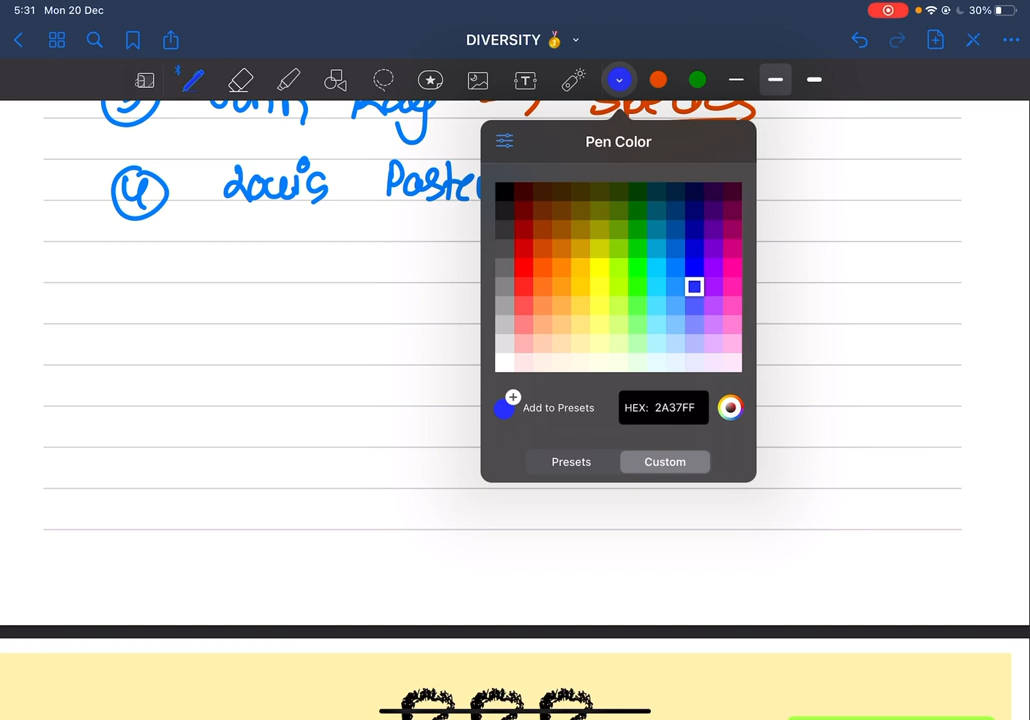 5:31 Mon 20 Dec
30%
DIVERSITY 🏅
T
Pen Color
4 Louis Paste
Add to Presets
HEX: 2A37FF
Presets
Custom